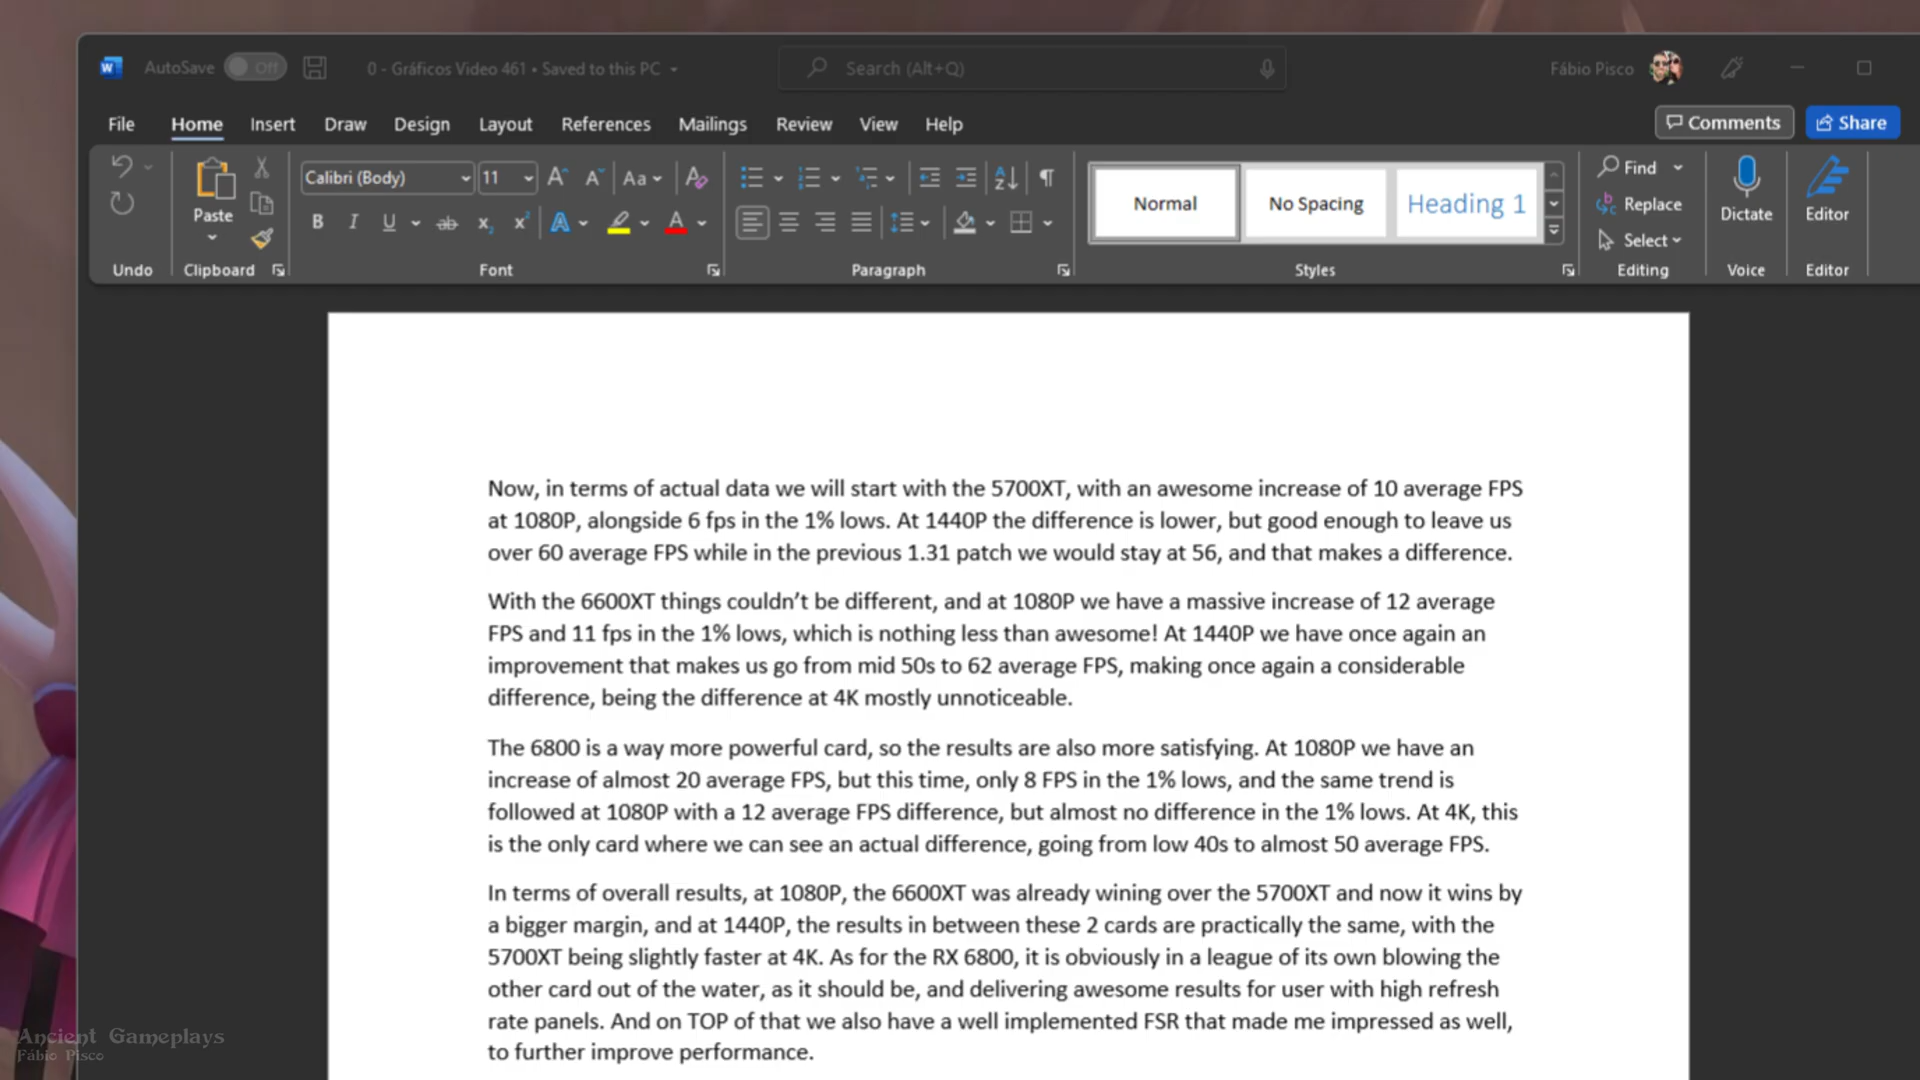 AutoSave Off 0 - Gráficos Video 461 • Saved to this PC Search (Alt+Q) Fábio Pisco
File Home Insert Draw Design Layout References Mailings Review View Help Comments Share
Calibri (Body) 11 Aa
Paste
B I U ab x₂ x² A A
Normal No Spacing Heading 1
Find
Replace
Select
Dictate Editor
Undo Clipboard Font Paragraph Styles Editing Voice Editor
Now, in terms of actual data we will start with the 5700XT, with an awesome increase of 10 average FPS
at 1080P, alongside 6 fps in the 1% lows. At 1440P the difference is lower, but good enough to leave us
over 60 average FPS while in the previous 1.31 patch we would stay at 56, and that makes a difference.
With the 6600XT things couldn’t be different, and at 1080P we have a massive increase of 12 average
FPS and 11 fps in the 1% lows, which is nothing less than awesome! At 1440P we have once again an
improvement that makes us go from mid 50s to 62 average FPS, making once again a considerable
difference, being the difference at 4K mostly unnoticeable.
The 6800 is a way more powerful card, so the results are also more satisfying. At 1080P we have an
increase of almost 20 average FPS, but this time, only 8 FPS in the 1% lows, and the same trend is
followed at 1080P with a 12 average FPS difference, but almost no difference in the 1% lows. At 4K, this
is the only card where we can see an actual difference, going from low 40s to almost 50 average FPS.
In terms of overall results, at 1080P, the 6600XT was already wining over the 5700XT and now it wins by
a bigger margin, and at 1440P, the results in between these 2 cards are practically the same, with the
5700XT being slightly faster at 4K. As for the RX 6800, it is obviously in a league of its own blowing the
other card out of the water, as it should be, and delivering awesome results for user with high refresh
rate panels. And on TOP of that we also have a well implemented FSR that made me impressed as well,
to further improve performance.
Ancient Gameplays
Fábio Pisco